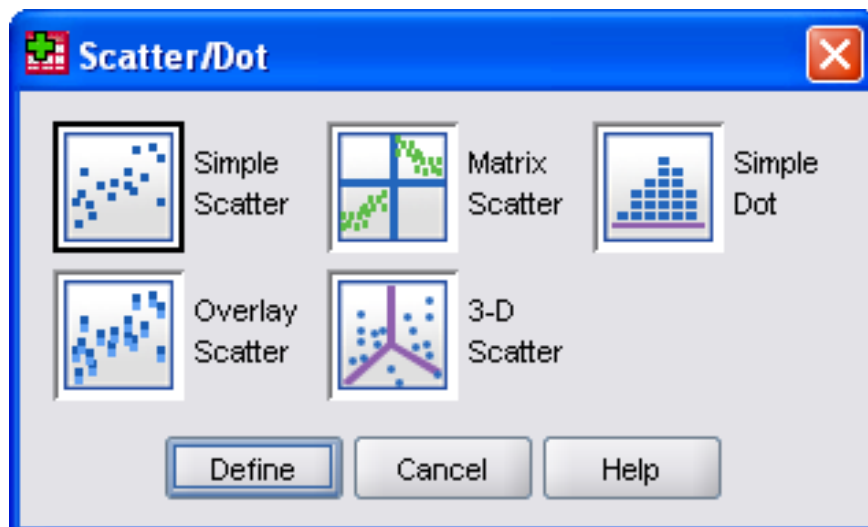 Scatter/Dot
Simple
Scatter
Matrix
Scatter
Simple
Dot
Overlay
Scatter
3-D
Scatter
Define
Cancel
Help